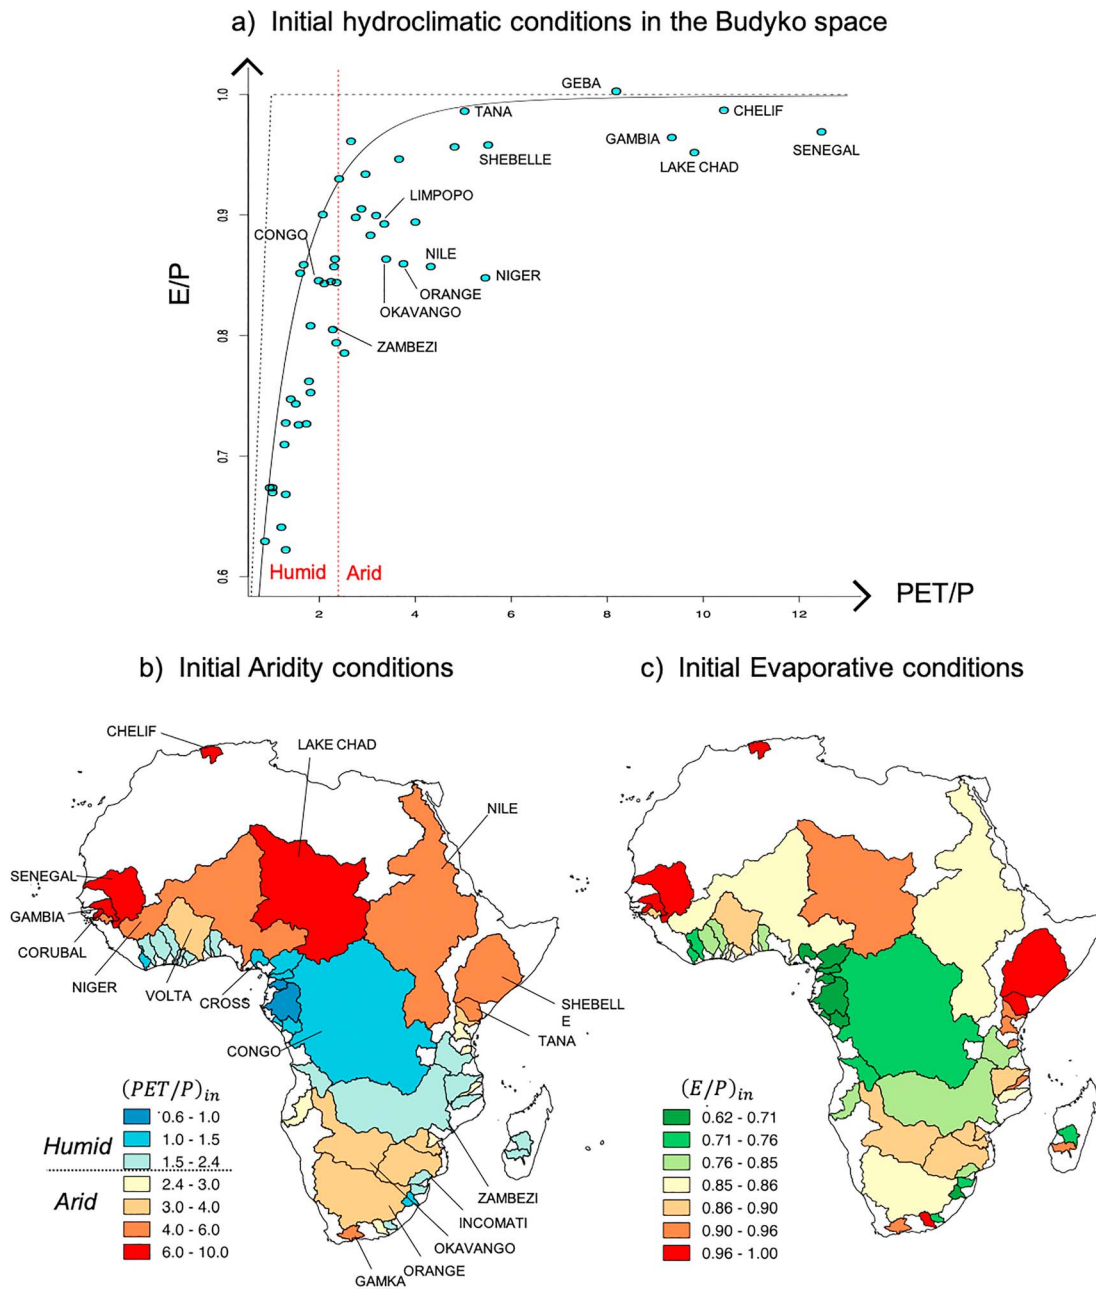 a) Initial hydroclimatic conditions in the Budyko space
GEBA
1.0
TANA
CHELIF
GAMBIA
SHEBELLE
LAKE CHAD
SENEGAL
0.9
LIMPOPO
CONGO
NILE
NIGER
E/P
ORANGE
OKAVANGO
0.8
ZAMBEZI
0.7
0.6
Humid
Arid
PET/P
2
4
6
8
10
12
b) Initial Aridity conditions
CHELIF
LAKE CHAD
NILE
SENEGAL
GAMBIA
CORUBAL
NIGER
VOLTA
CROSS
SHEBELL
E
TANA
CONGO
(PET/P)in
0.6 - 1.0
1.0 - 1.5
Humid
1.5 - 2.4
Arid
2.4 - 3.0
3.0 - 4.0
4.0 - 6.0
6.0 - 10.0
ZAMBEZI
INCOMATI
OKAVANGO
ORANGE
GAMKA
c) Initial Evaporative conditions
(E/P)in
0.62 - 0.71
0.71 - 0.76
0.76 - 0.85
0.85 - 0.86
0.86 - 0.90
0.90 - 0.96
0.96 - 1.00